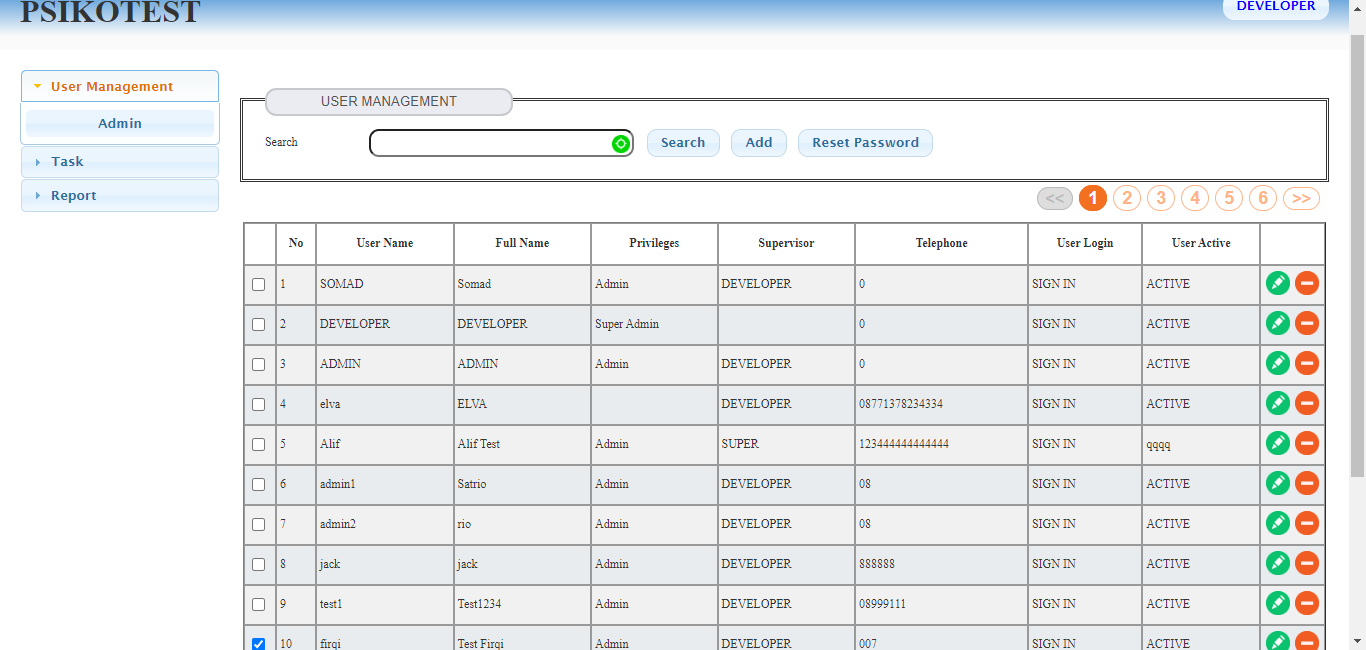 PSIKOTEST
DEVELOPER
User Management
Admin
Task
Report
USER MANAGEMENT
Search
Search Add Reset Password
<< 1 2 3 4 5 6 >>
No User Name Full Name Privileges Supervisor Telephone User Login User Active
1 SOMAD Somad Admin DEVELOPER 0 SIGN IN ACTIVE
2 DEVELOPER DEVELOPER Super Admin 0 SIGN IN ACTIVE
3 ADMIN ADMIN Admin DEVELOPER 0 SIGN IN ACTIVE
4 elva ELVA DEVELOPER 08771378234334 SIGN IN ACTIVE
5 Alif Alif Test Admin SUPER 123444444444444 SIGN IN qqqq
6 admin1 Satrio Admin DEVELOPER 08 SIGN IN ACTIVE
7 admin2 rio Admin DEVELOPER 08 SIGN IN ACTIVE
8 jack jack Admin DEVELOPER 888888 SIGN IN ACTIVE
9 test1 Test1234 Admin DEVELOPER 08999111 SIGN IN ACTIVE
10 firqi Test Firqi Admin DEVELOPER 007 SIGN IN ACTIVE